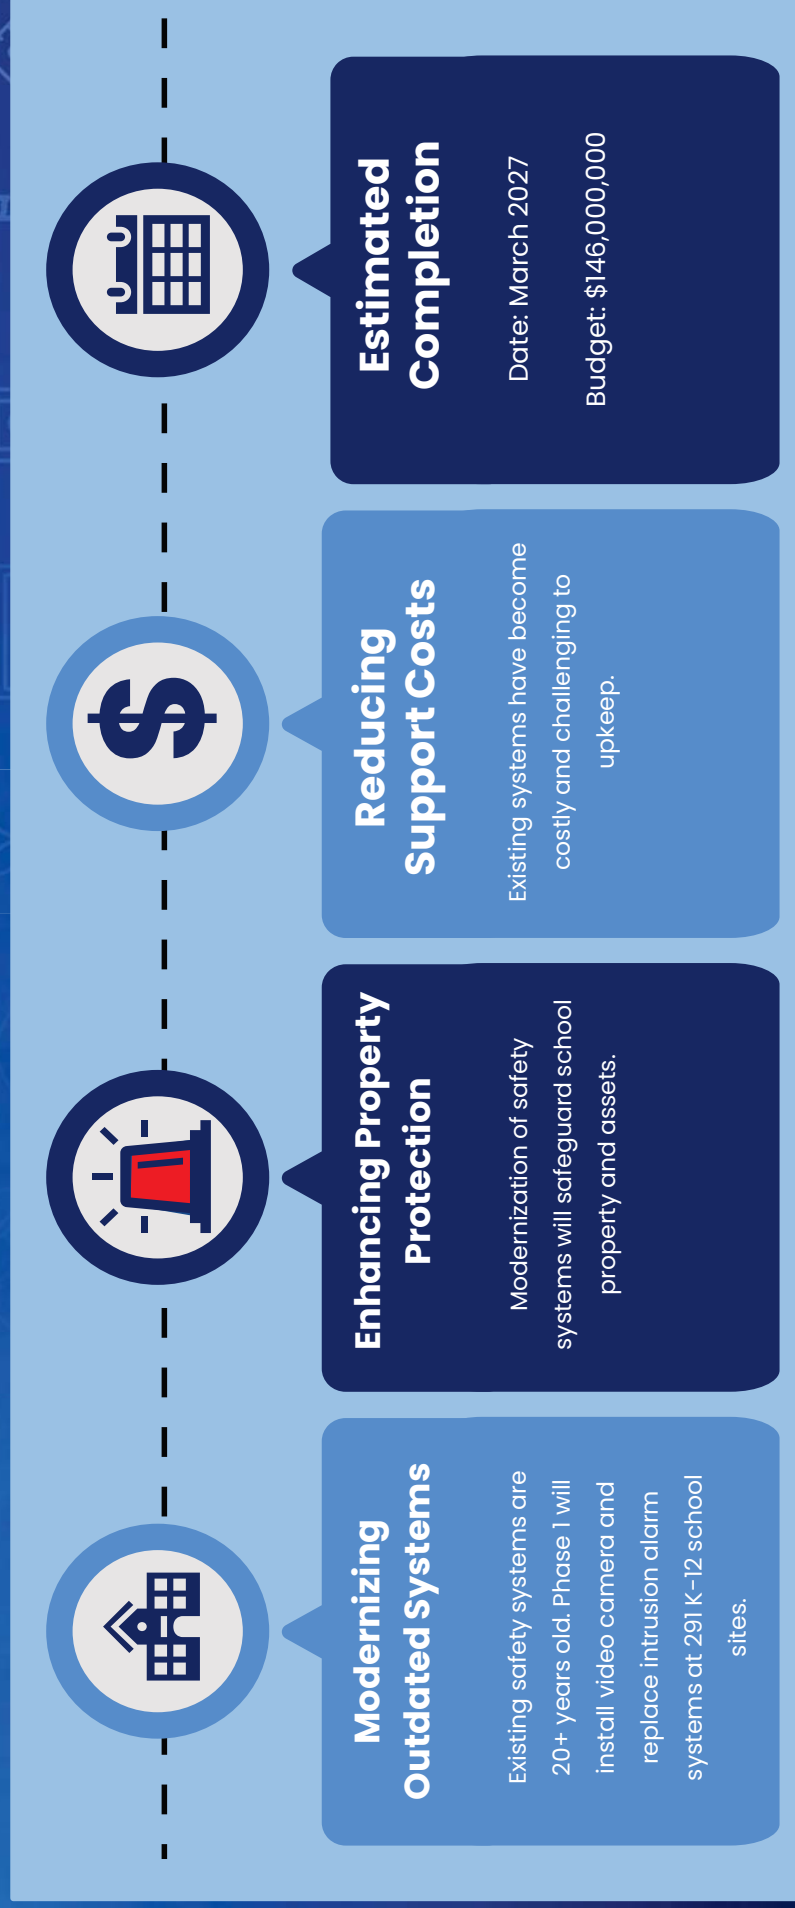 Modernizing
Outdated Systems
Existing safety systems are
20+ years old. Phase 1 will
install video camera and
replace intrusion alarm
systems at 291 K-12 school
sites.
Enhancing Property
Protection
Modernization of safety
systems will safeguard school
property and assets.
Reducing
Support Costs
Existing systems have become
costly and challenging to
upkeep.
Estimated
Completion
Date: March 2027
Budget: $146,000,000